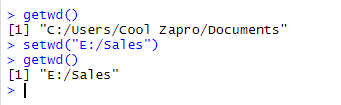 > getwd()
[1] "C:/Users/Cool Zapro/Documents"
> setwd("E:/Sales")
> getwd()
[1] "E:/Sales"
>